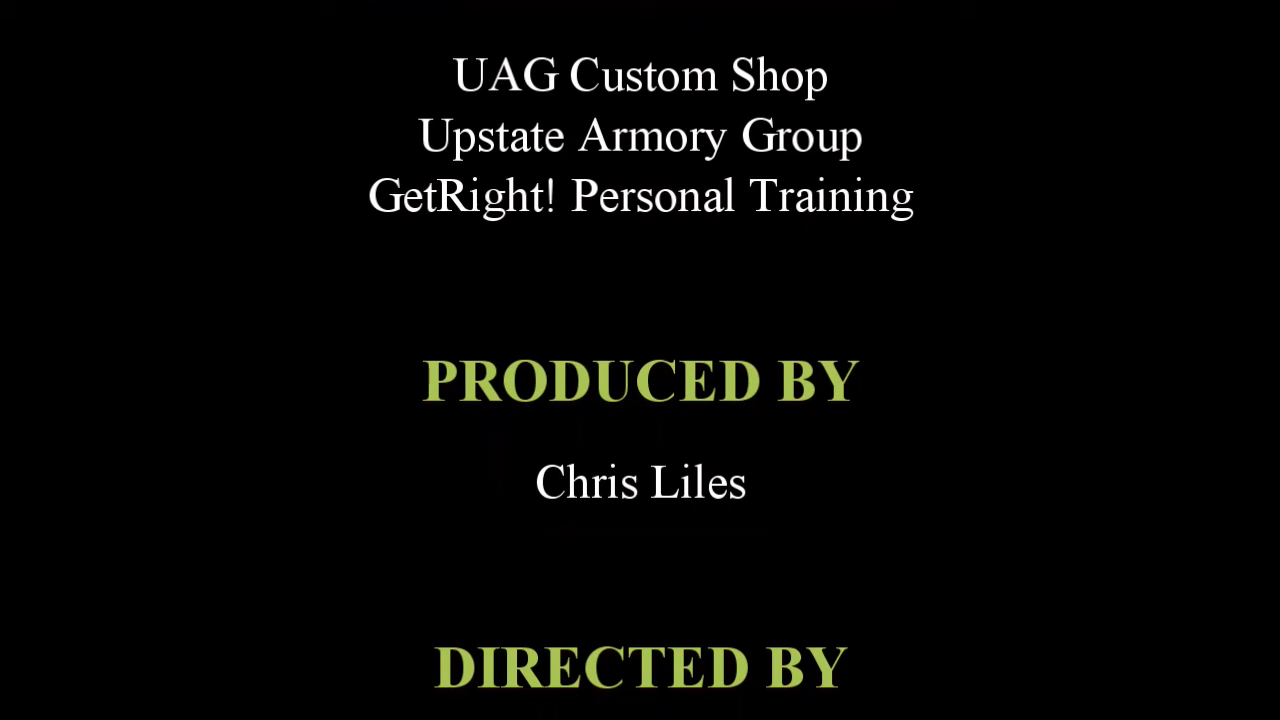 UAG Custom Shop
Upstate Armory Group
GetRight! Personal Training
PRODUCED BY
Chris Liles
DIRECTED BY